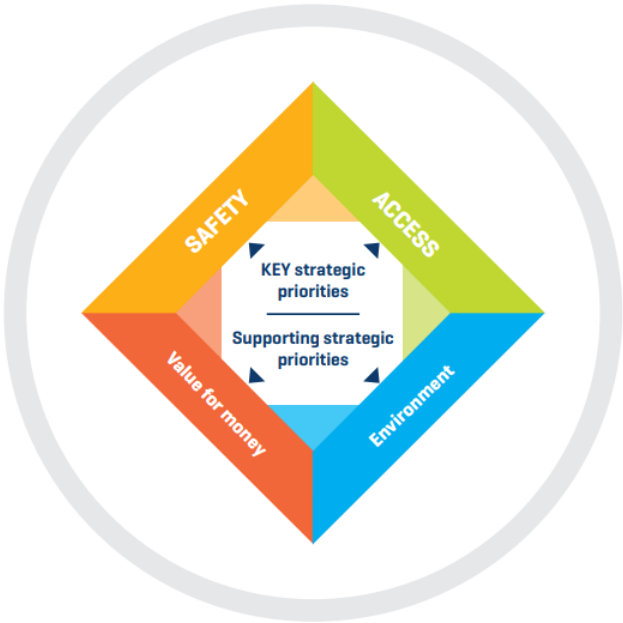 SAFETY
ACCESS
KEY strategic
priorities
Supporting strategic
priorities
Value for money
Environment